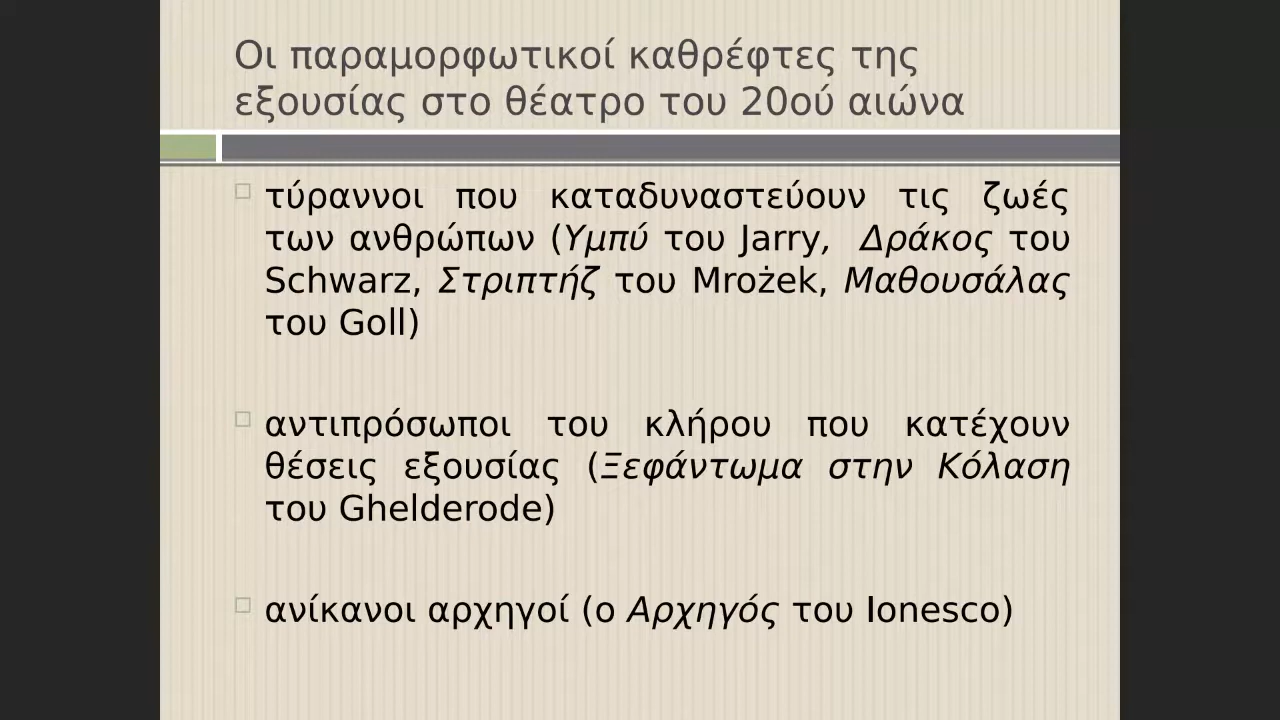 Οι παραμορφωτικοί καθρέφτες της
εξουσίας στο θέατρο του 20ού αιώνα
τύραννοι που καταδυναστεύουν τις ζωές
των ανθρώπων (Υμπύ του Jarry, Δράκος του
Schwarz, Στριπτήζ του Mrożek, Μαθουσάλας
του Goll)
αντιπρόσωποι του κλήρου που κατέχουν
θέσεις εξουσίας (Ξεφάντωμα στην Κόλαση
του Ghelderode)
ανίκανοι αρχηγοί (ο Αρχηγός του Ionesco)